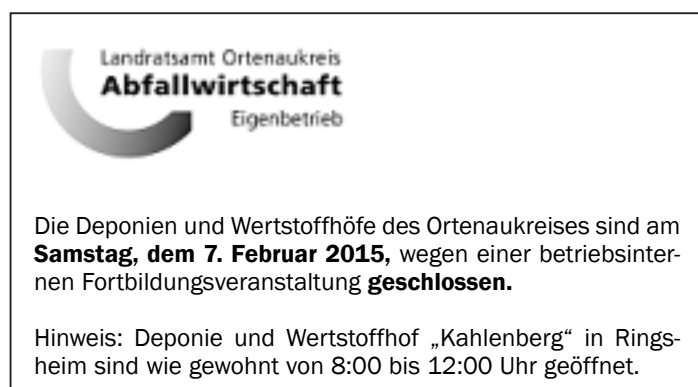 Landratsamt Ortenaukreis
Abfallwirtschaft
Eigenbetrieb
Die Deponien und Wertstoffhöfe des Ortenaukreises sind am
Samstag, dem 7. Februar 2015, wegen einer betriebsinter-
nen Fortbildungsveranstaltung geschlossen.
Hinweis: Deponie und Wertstoffhof „Kahlenberg“ in Rings-
heim sind wie gewohnt von 8:00 bis 12:00 Uhr geöffnet.